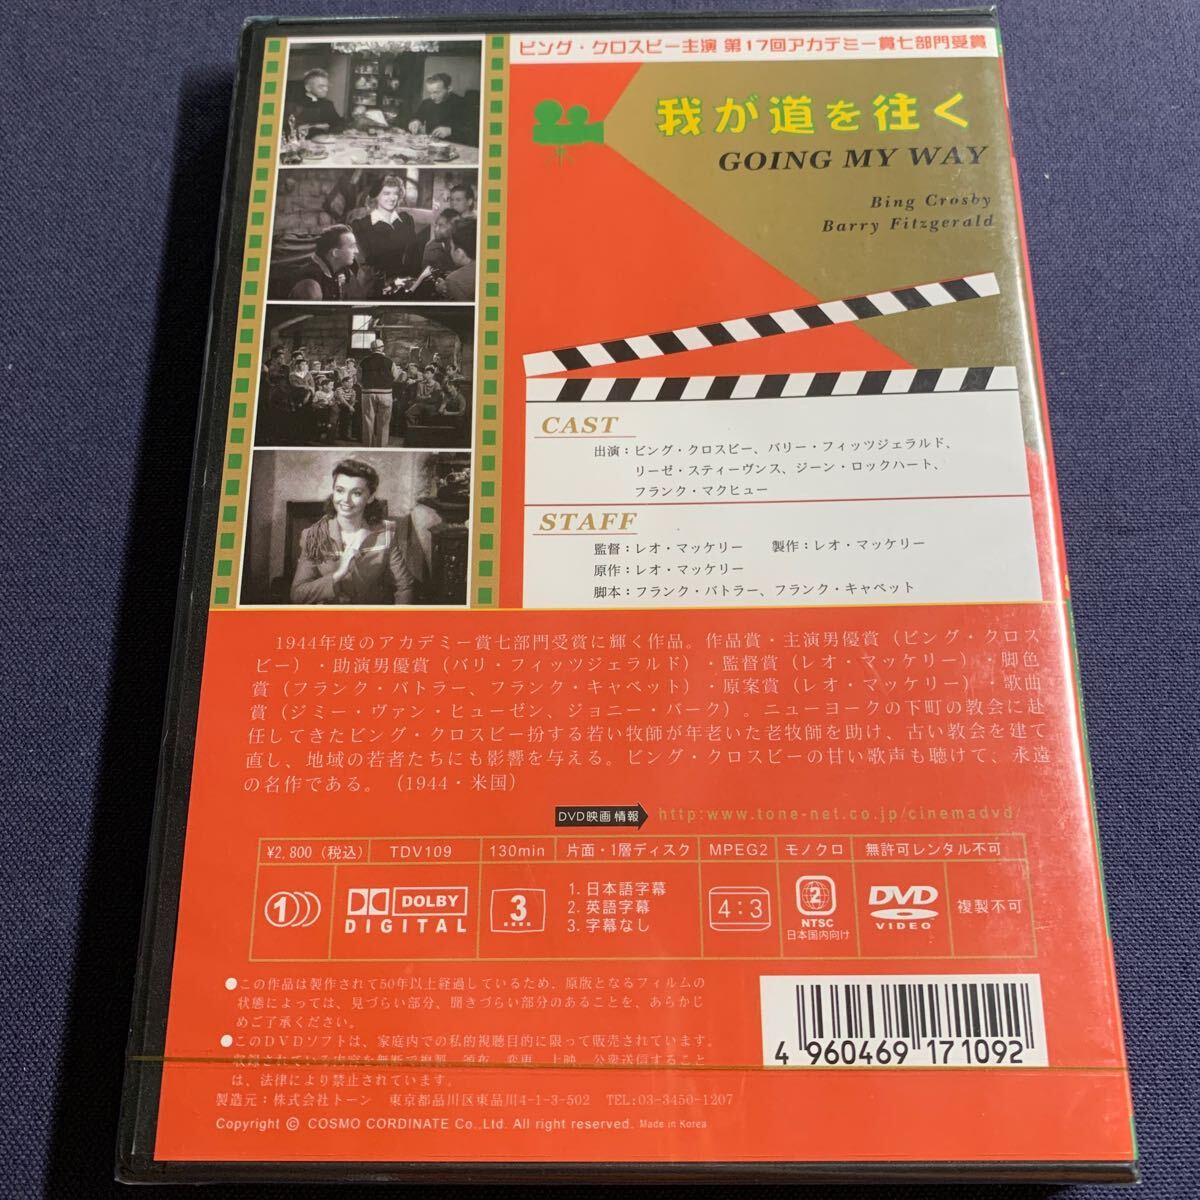 ビング・クロスビー主演 第17回アカデミー賞七部門受賞
我が道を往く
GOING MY WAY
Bing Crosby
Barry Fitzgerald
CAST
出演：ビング・クロスビー、バリー・フィッツジェラルド、
リーゼ・スティーヴンス、ジーン・ロックハート、
フランク・マクヒュー
STAFF
監督：レオ・マッケリー 製作：レオ・マッケリー
原作：レオ・マッケリー
脚本：フランク・バトラー、フランク・キャベット
1944年度のアカデミー賞七部門受賞に輝く作品。作品賞・主演男優賞（ビング・クロス
ビー）・助演男優賞（バリ・フィッツジェラルド）・監督賞（レオ・マッケリー）・脚色
賞（フランク・バトラー、フランク・キャベット）・原案賞（レオ・マッケリー）・歌曲
賞（ジミー・ヴァン・ヒューゼン、ジョニー・バーク）。ニューヨークの下町の教会に赴
任してきたビング・クロスビー扮する若い牧師が年老いた老牧師を助け、古い教会を建て
直し、地域の若者たちにも影響を与える。ビング・クロスビーの甘い歌声も聴けて、永遠
の名作である。（1944・米国）
DVD映画情報 http:www.tone-net.co.jp/cinemadvd/
¥2,800（税込） TDV109 130min 片面・1層ディスク MPEG2 モノクロ 無許可レンタル不可
1 DOLBY DIGITAL 3
1. 日本語字幕
2. 英語字幕
3. 字幕なし
4:3
2 NTSC 日本国内向け
DVD VIDEO
複製不可
●この作品は製作されて50年以上経過しているため、原版となるフィルムの
状態によっては、見づらい部分、聞きづらい部分のあることを、あらかじ
めご了承ください。
●このDVDソフトは、家庭内での私的視聴目的に限って販売されています。
収録されている内容を無断で複製、頒布、変更、上映、公衆送信すること
は、法律により禁止されています。
製造元：株式会社トーン 東京都品川区東品川4-1-3-502 TEL:03-3450-1207
Copyright © COSMO CORDINATE Co.,Ltd. All right reserved. Made in Korea
4 960469 171092